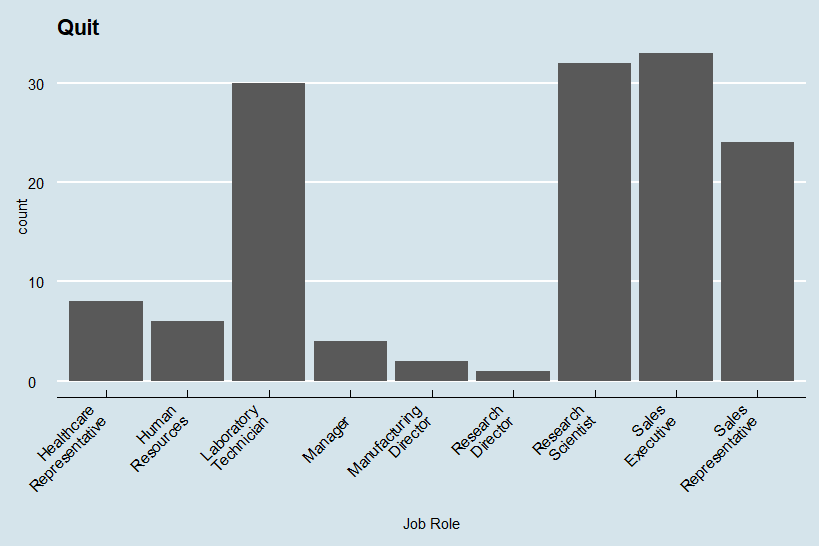 Quit
30
20
10
0
count
Healthcare
Representative
Human
Resources
Laboratory
Technician
Manager
Manufacturing
Director
Research
Director
Research
Scientist
Sales
Executive
Sales
Representative
Job Role